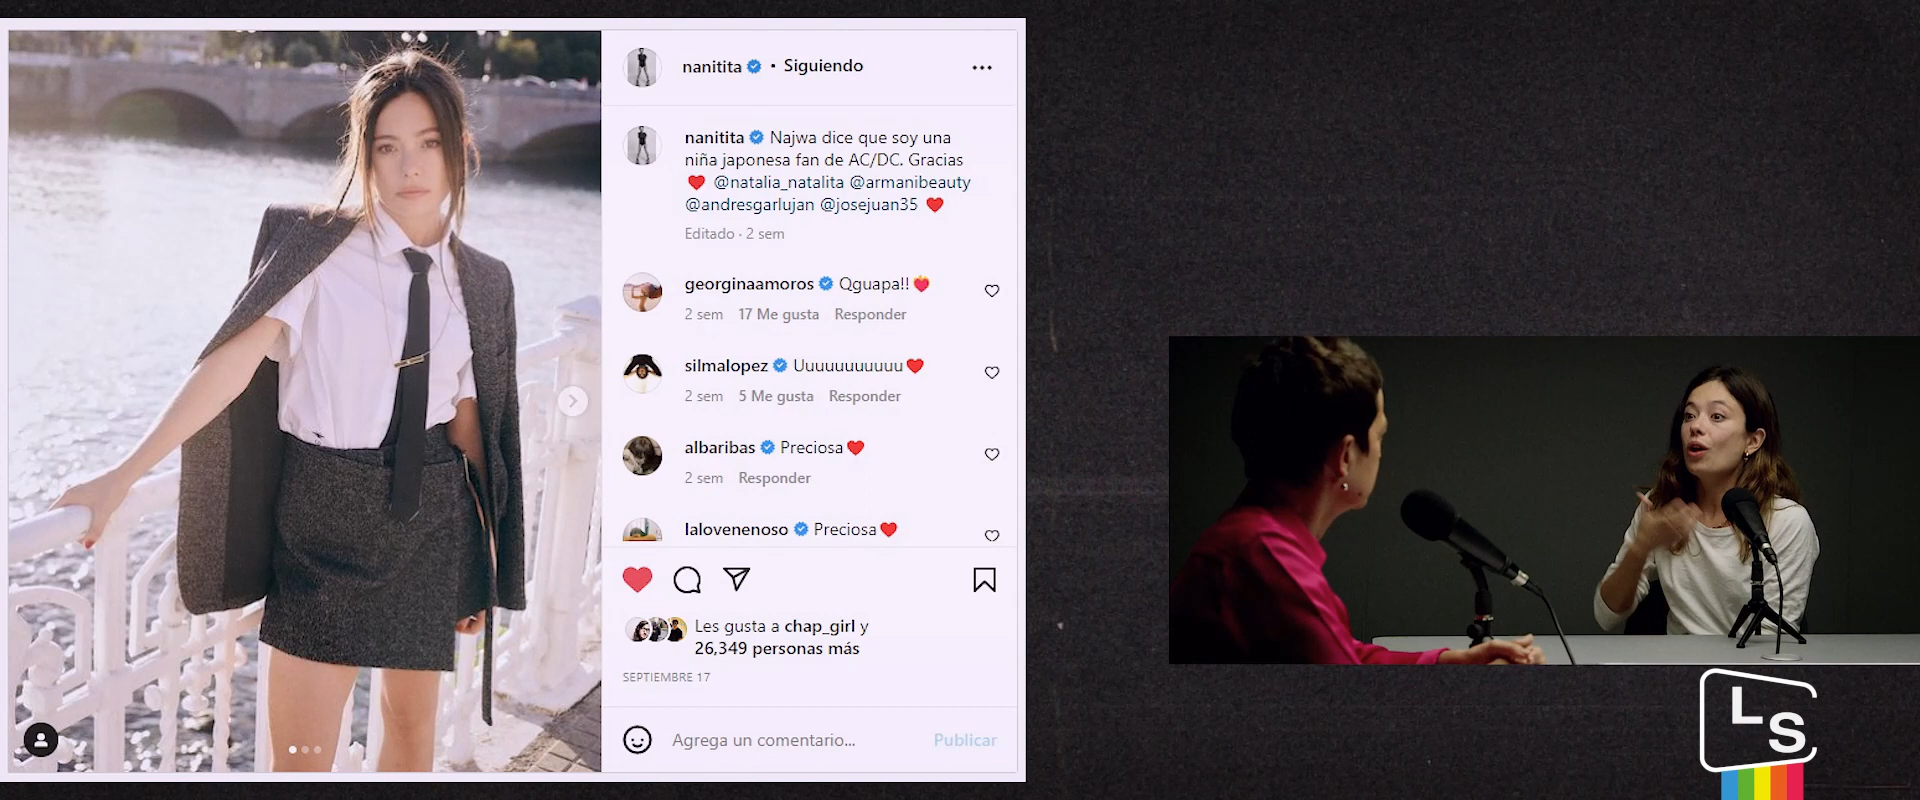 nanitita • Siguiendo
nanitita Najwa dice que soy una
niña japonesa fan de AC/DC. Gracias
❤️ @natalia_natalita @armanibeauty
@andresgarlujan @josejuan35 ❤️
Editado · 2 sem
georginaamoros Qguapa!! ❤️‍🔥
2 sem 17 Me gusta Responder
silmalopez Uuuuuuuuuuu ❤️
2 sem 5 Me gusta Responder
albaribas Preciosa ❤️
2 sem Responder
lalovenenoso Preciosa ❤️
Les gusta a chap_girl y
26,349 personas más
SEPTIEMBRE 17
Agrega un comentario... Publicar
LS